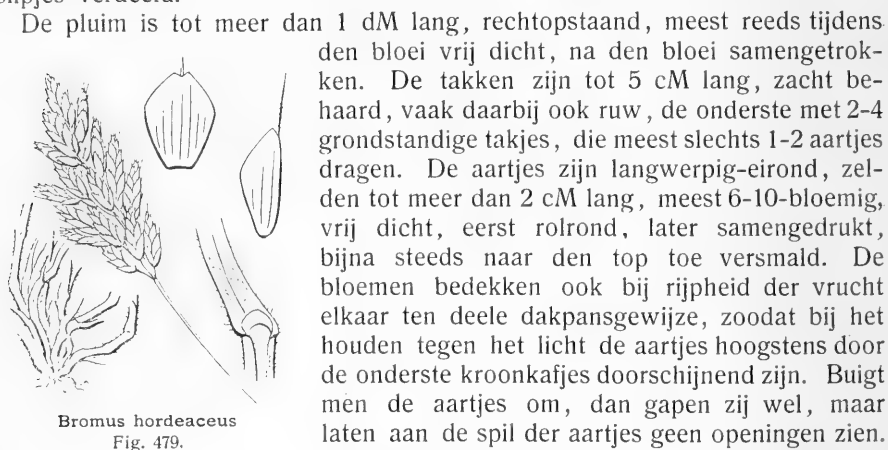 De pluim is tot meer dan 1 dM lang, rechtopstaand, meest reeds tijdens
den bloei vrij dicht, na den bloei samengetrok-
ken. De takken zijn tot 5 cM lang, zacht be-
haard, vaak daarbij ook ruw, de onderste met 2-4
grondstandige takjes, die meest slechts 1-2 aartjes
dragen. De aartjes zijn langwerpig-eirond, zel-
den tot meer dan 2 cM lang, meest 6-10-bloemig,
vrij dicht, eerst rolrond, later samengedrukt,
bijna steeds naar den top toe versmald. De
bloemen bedekken ook bij rijpheid der vrucht
elkaar ten deele dakpansgewijze, zoodat bij het
houden tegen het licht de aartjes hoogstens door
de onderste kroonkafjes doorschijnend zijn. Buigt
men de aartjes om, dan gapen zij wel, maar
laten aan de spil der aartjes geen openingen zien.
Bromus hordeaceus
Fig. 479.